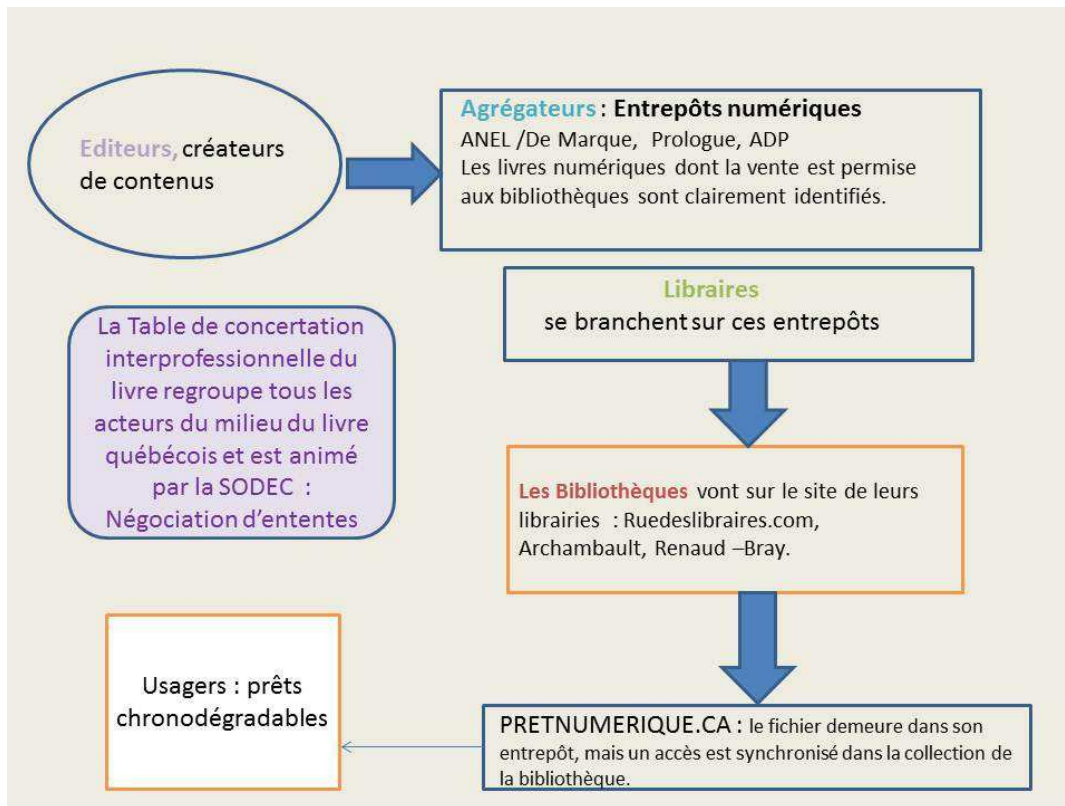 Editeurs, créateurs
de contenus
Agrégateurs : Entrepôts numériques
ANEL /De Marque, Prologue, ADP
Les livres numériques dont la vente est permise
aux bibliothèques sont clairement identifiés.
Libraires
se branchent sur ces entrepôts
La Table de concertation
interprofessionnelle du
livre regroupe tous les
acteurs du milieu du livre
québécois et est animé
par la SODEC :
Négociation d'ententes
Les Bibliothèques vont sur le site de leurs
librairies : Ruedeslibraires.com,
Archambault, Renaud –Bray.
PRETNUMERIQUE.CA : le fichier demeure dans son
entrepôt, mais un accès est synchronisé dans la collection de
la bibliothèque.
Usagers : prêts
chronodégradables